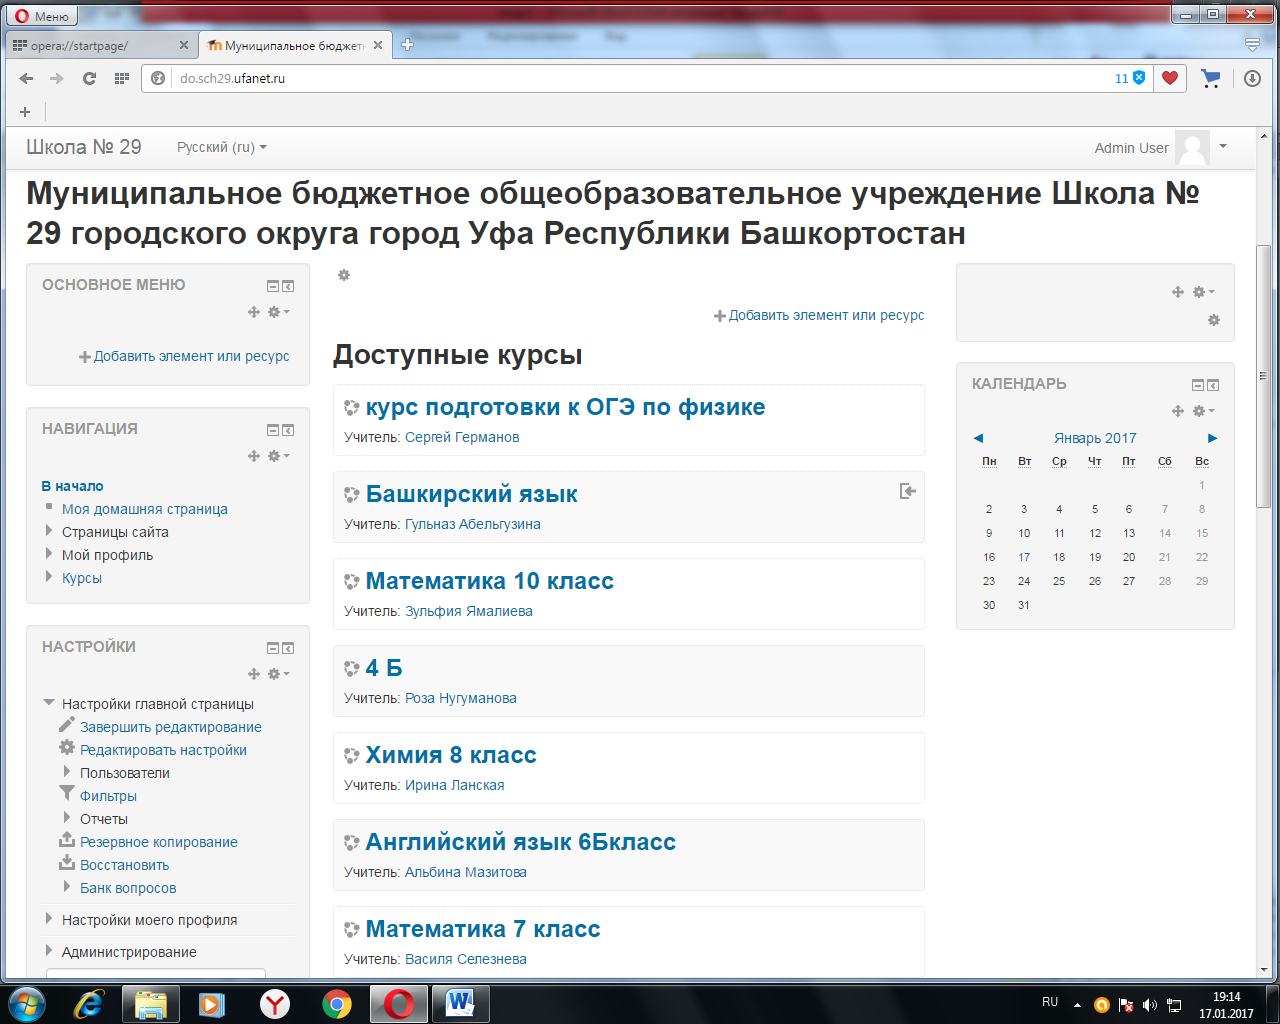 Меню
opera://startpage/
Муниципальное бюджет
do.sch29.ufanet.ru
11
Школа № 29
Русский (ru)
Admin User
Муниципальное бюджетное общеобразовательное учреждение Школа №
29 городского округа город Уфа Республики Башкортостан
ОСНОВНОЕ МЕНЮ
Добавить элемент или ресурс
НАВИГАЦИЯ
В начало
Моя домашняя страница
Страницы сайта
Мой профиль
Курсы
НАСТРОЙКИ
Настройки главной страницы
Завершить редактирование
Редактировать настройки
Пользователи
Фильтры
Отчеты
Резервное копирование
Восстановить
Банк вопросов
Настройки моего профиля
Администрирование
Добавить элемент или ресурс
Доступные курсы
курс подготовки к ОГЭ по физике
Учитель: Сергей Германов
Башкирский язык
Учитель: Гульназ Абельгузина
Математика 10 класс
Учитель: Зульфия Ямалиева
4 Б
Учитель: Роза Нугуманова
Химия 8 класс
Учитель: Ирина Ланская
Английский язык 6Бкласс
Учитель: Альбина Мазитова
Математика 7 класс
Учитель: Василя Селезнева
КАЛЕНДАРЬ
Январь 2017
Пн Вт Ср Чт Пт Сб Вс
1
2 3 4 5 6 7 8
9 10 11 12 13 14 15
16 17 18 19 20 21 22
23 24 25 26 27 28 29
30 31
RU
19:14
17.01.2017